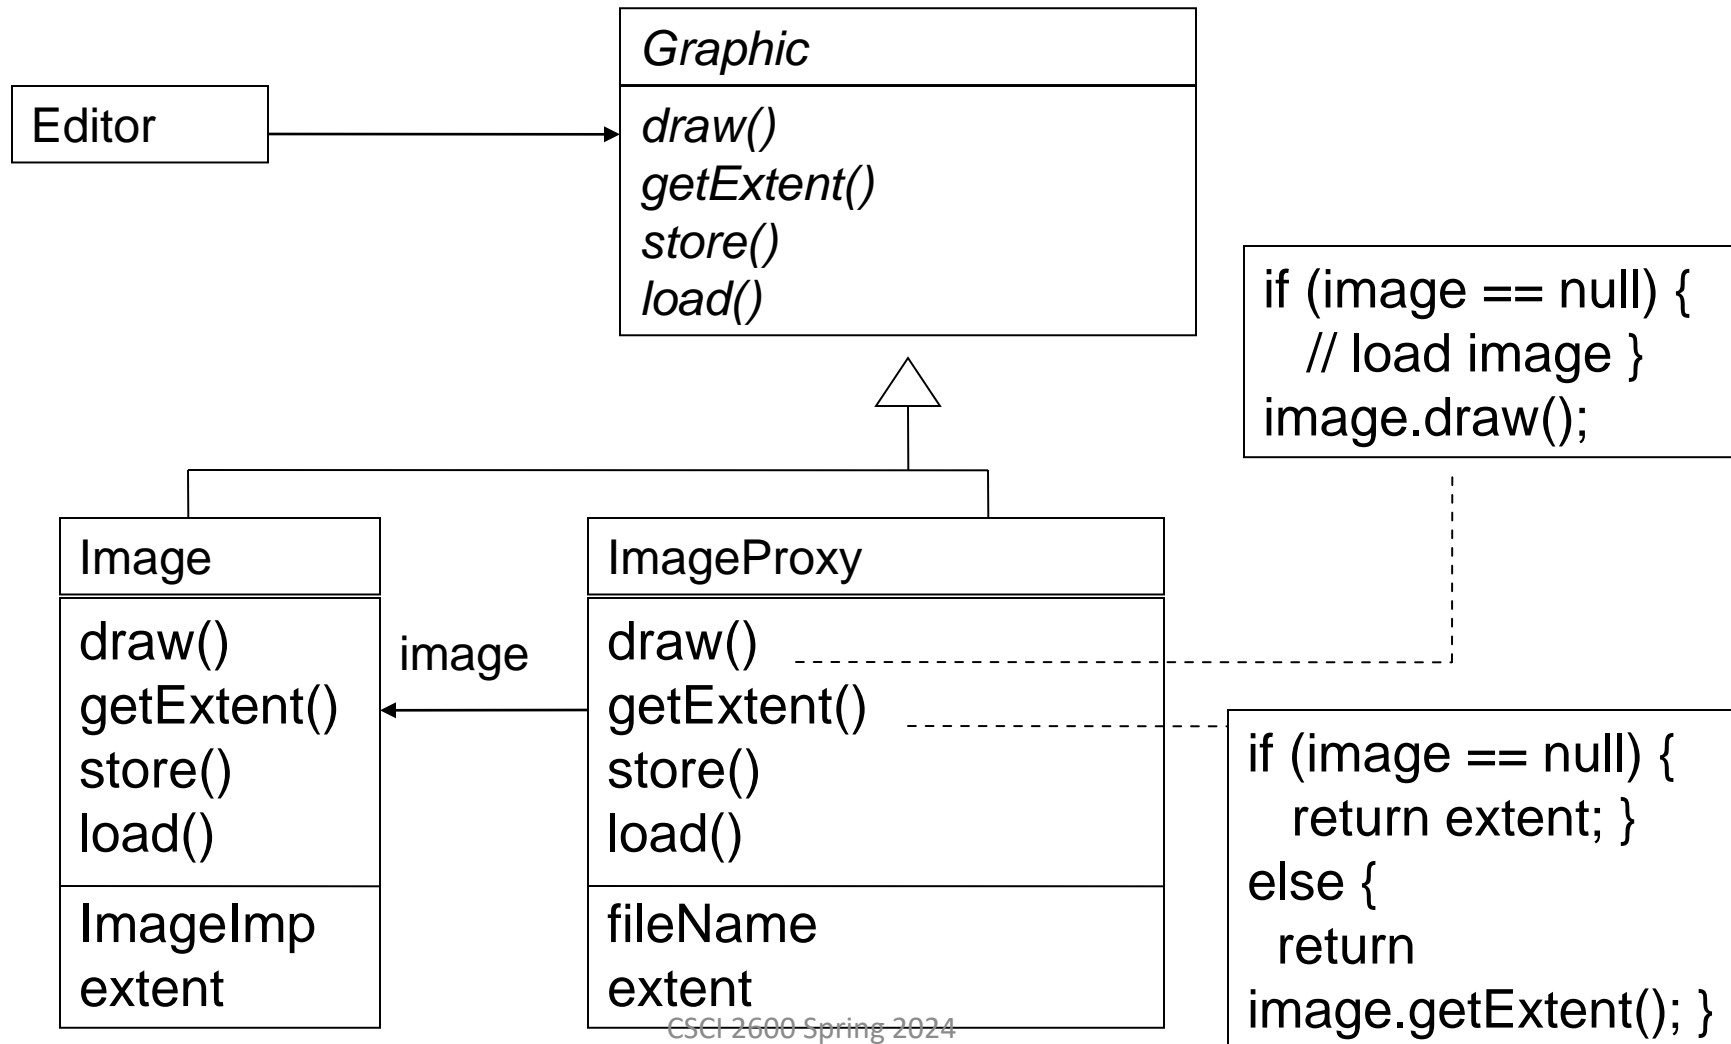 Graphic
draw()
getExtent()
store()
load()
Editor
if (image == null) {
// load image }
image.draw();
Image
draw()
getExtent()
store()
load()
ImageImp
extent
image
ImageProxy
draw()
getExtent()
store()
load()
fileName
extent
if (image == null) {
return extent; }
else {
return
image.getExtent(); }
CSCI 2600 Spring 2024